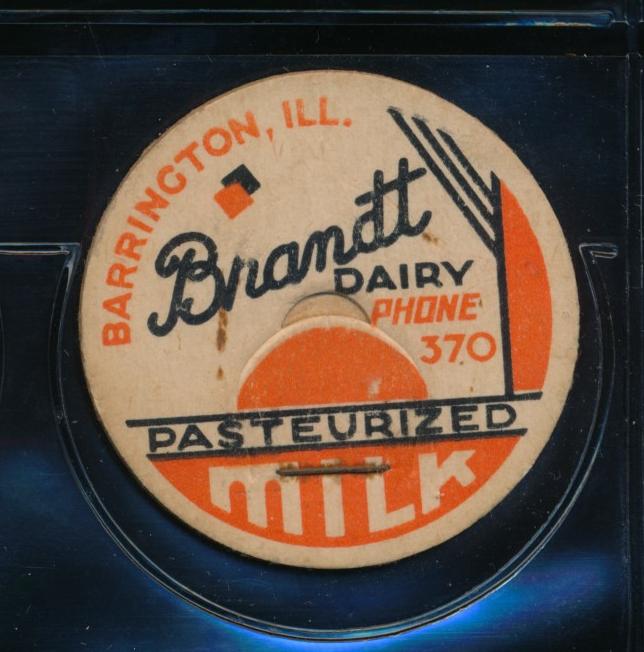 BARRINGTON, ILL.
Brandt
DAIRY
PHONE
370
PASTEURIZED
MILK